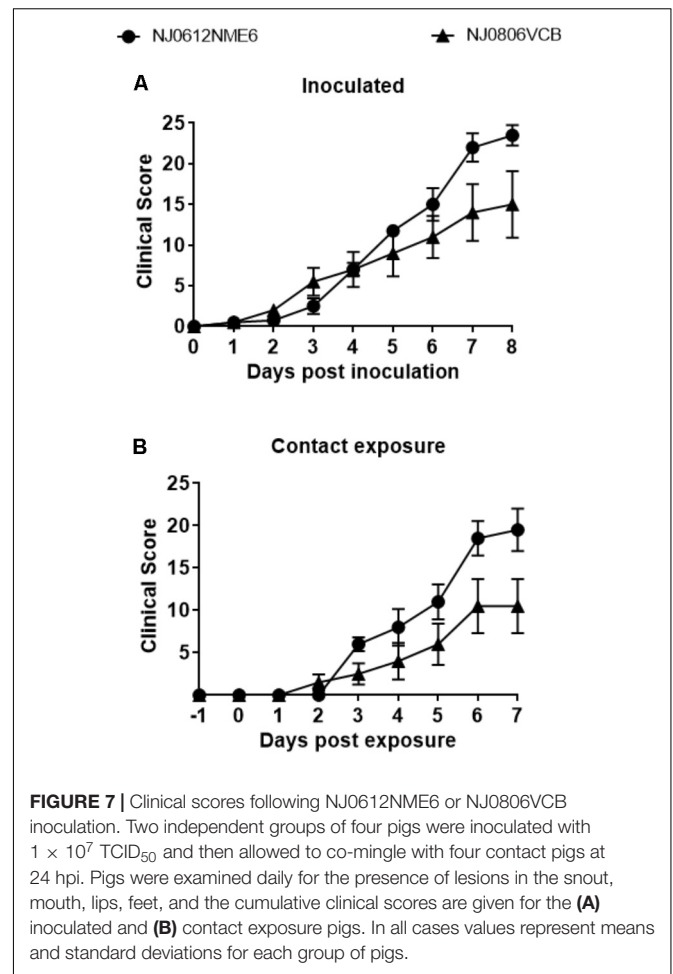 NJ0612NME6 NJ0806VCB
A Inoculated
Clinical Score
25
20
15
10
5
0
0 1 2 3 4 5 6 7 8
Days post inoculation
B Contact exposure
Clinical Score
25
20
15
10
5
-1 0 1 2 3 4 5 6 7
Days post exposure
FIGURE 7 | Clinical scores following NJ0612NME6 or NJ0806VCB
inoculation. Two independent groups of four pigs were inoculated with
1 × 10⁷ TCID₅₀ and then allowed to co-mingle with four contact pigs at
24 hpi. Pigs were examined daily for the presence of lesions in the snout,
mouth, lips, feet, and the cumulative clinical scores are given for the (A)
inoculated and (B) contact exposure pigs. In all cases values represent means
and standard deviations for each group of pigs.